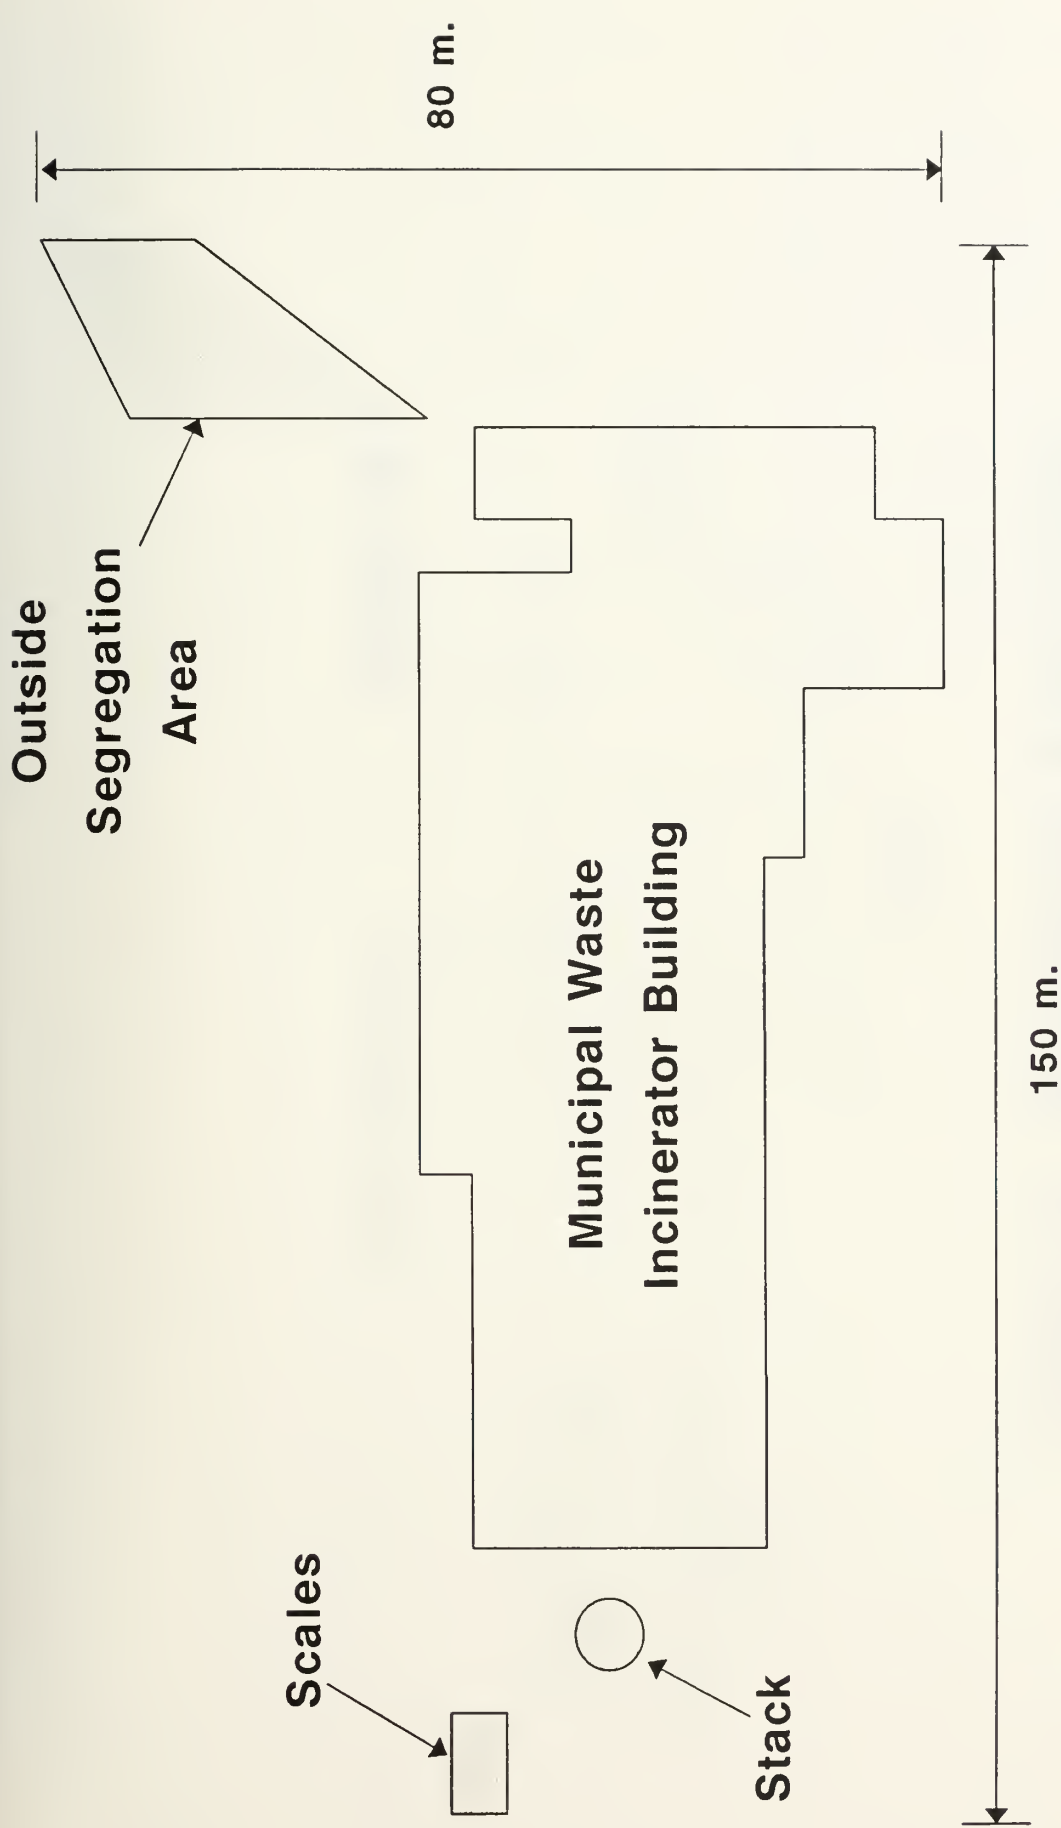 Outside
Segregation
Area
80 m.
Municipal Waste
Incinerator Building
Scales
Stack
150 m.